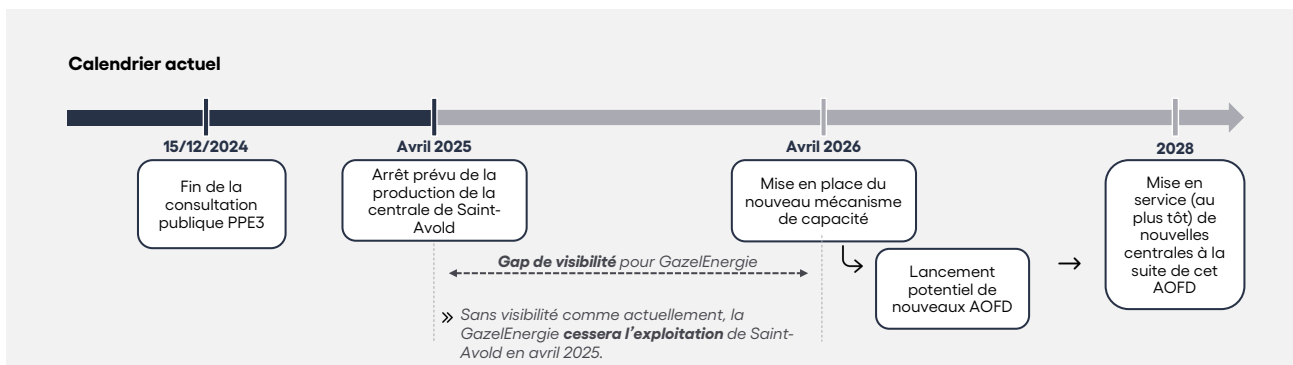 Calendrier actuel
15/12/2024
Fin de la
consultation
publique PPE3
Avril 2025
Arrêt prévu de la
production de la
centrale de Saint-
Avold
Avril 2026
Mise en place du
nouveau mécanisme
de capacité
2028
Mise en
service (au
plus tôt) de
nouvelles
centrales à la
suite de cet
AOFD
Gap de visibilité pour GazelEnergie
Lancement
potentiel de
nouveaux AOFD
» Sans visibilité comme actuellement, la
GazelEnergie cessera l'exploitation de Saint-
Avold en avril 2025.